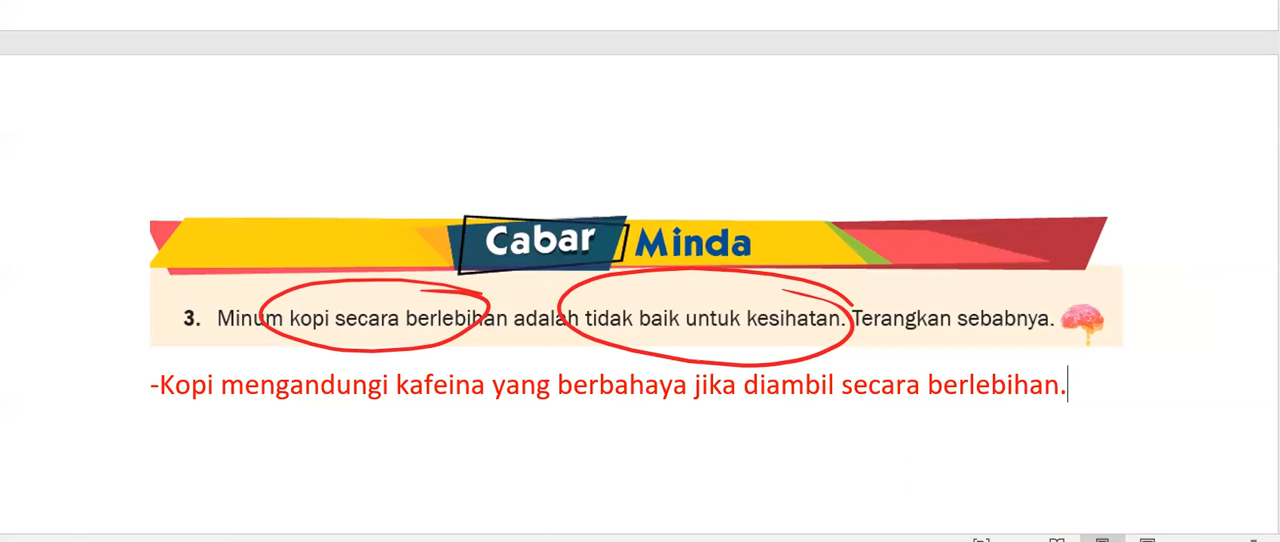 Cabar Minda
3. Minum kopi secara berlebihan adalah tidak baik untuk kesihatan. Terangkan sebabnya.
-Kopi mengandungi kafeina yang berbahaya jika diambil secara berlebihan.